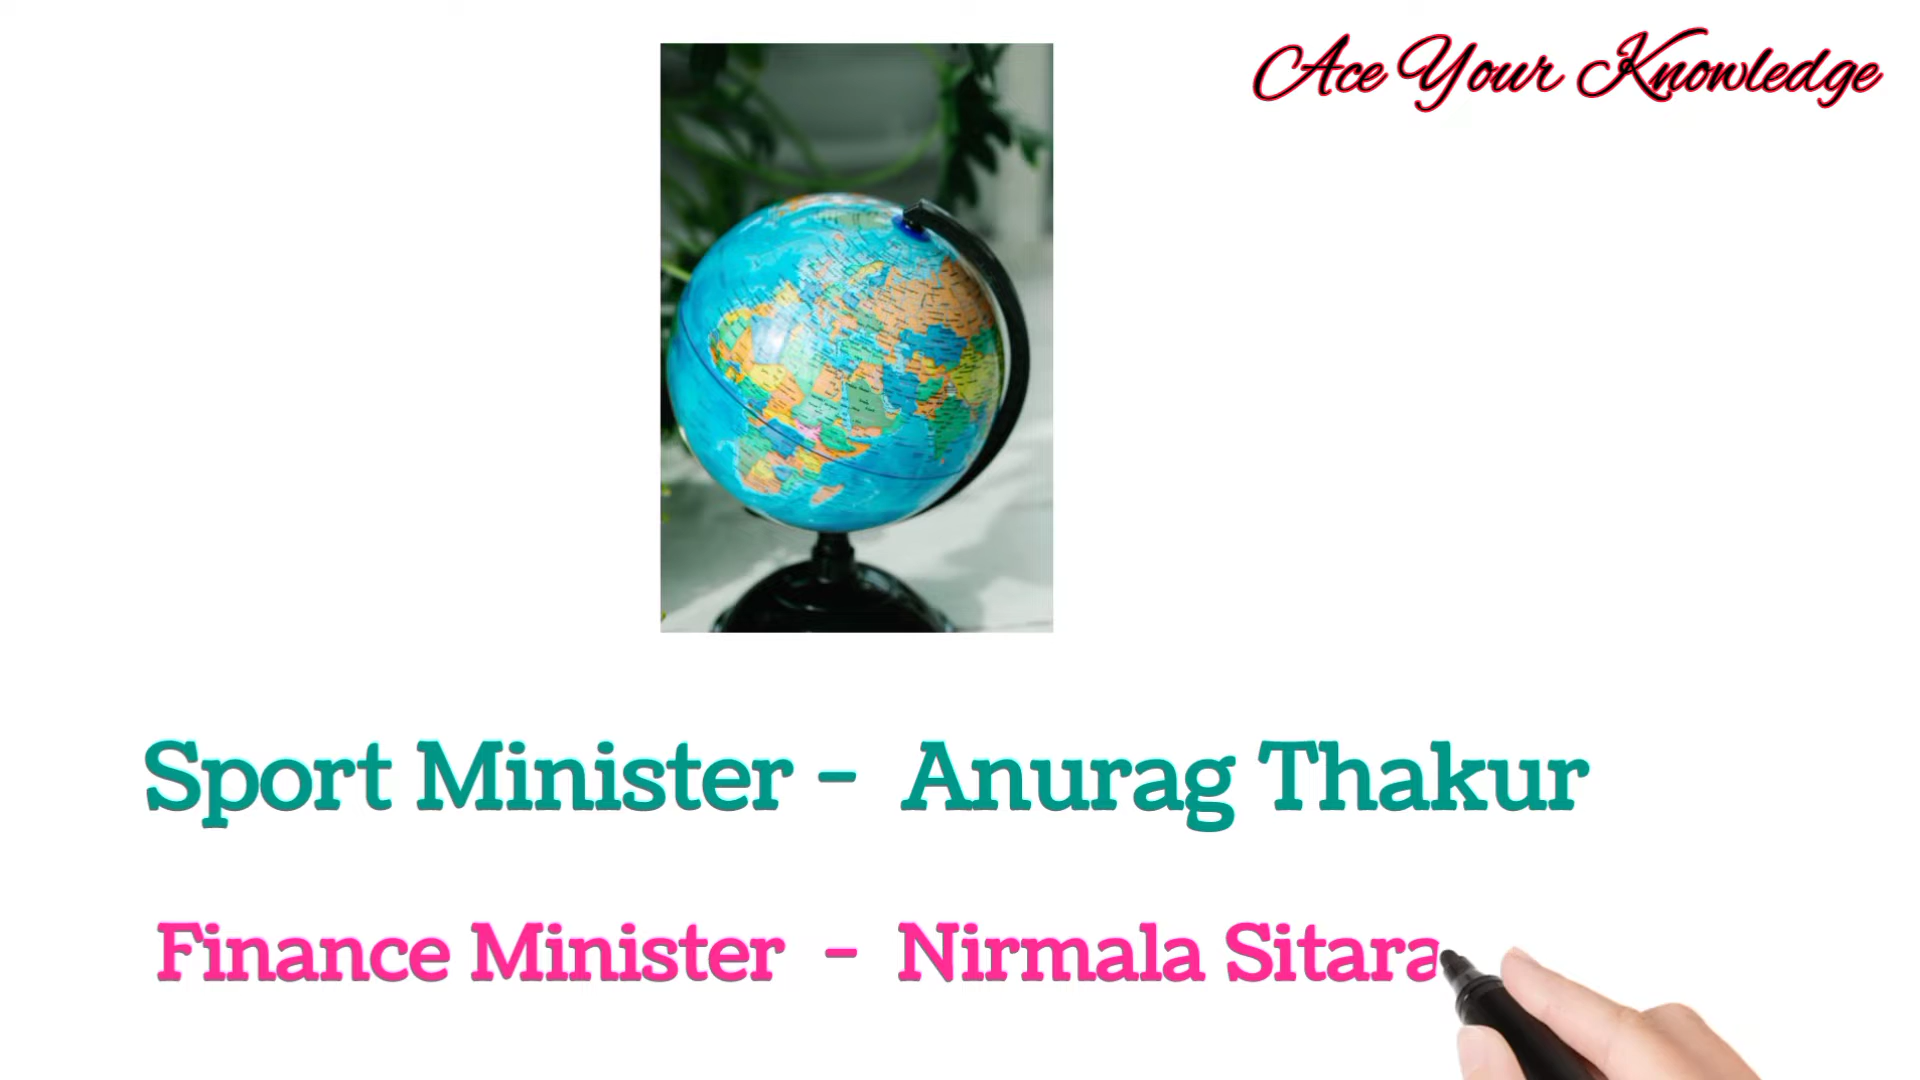 Ace Your Knowledge
Sport Minister - Anurag Thakur
Finance Minister - Nirmala Sitara